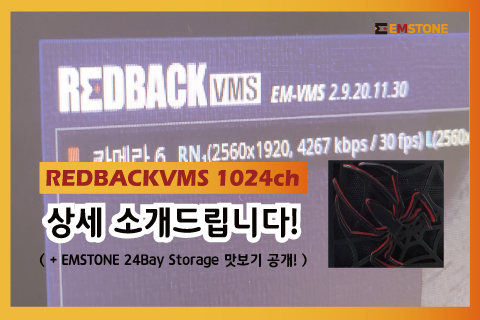 EMSTONE
REDBACK VMS EM-VMS 2.9.20.11.30
카메라 6, RN1(2560x1920, 4267 kbps / 30 fps) L(2560x
REDBACKVMS 1024ch
상세 소개드립니다!
( + EMSTONE 24Bay Storage 맛보기 공개! )